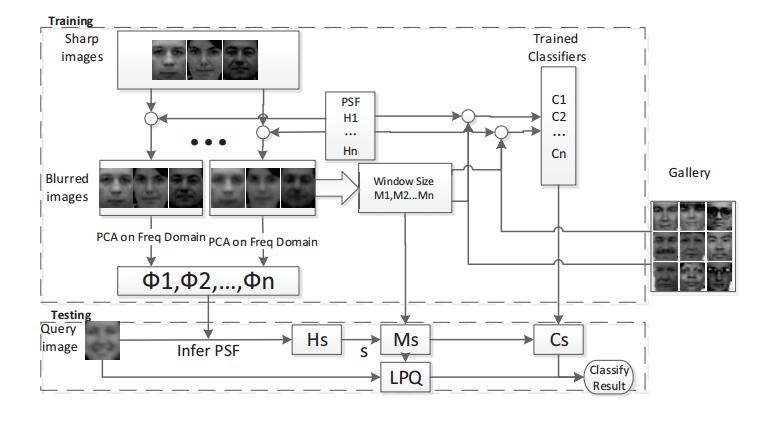 Training
Sharp
images
Trained
Classifiers
PSF
H1
...
Hn
C1
C2
...
Cn
Gallery
Blurred
images
Window Size
M1,M2...Mn
PCA on Freq Domain
PCA on Freq Domain
Φ1,Φ2,...,Φn
Testing
Query
image
Infer PSF
Hs
s
Ms
Cs
LPQ
Classify
Result